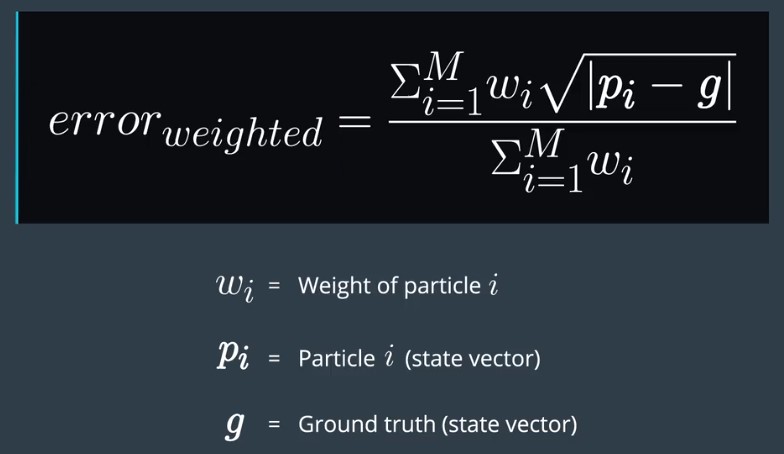 error_weighted = Σ_{i=1}^{M} w_i √|p_i − g| / Σ_{i=1}^{M} w_i
w_i = Weight of particle i
p_i = Particle i (state vector)
g = Ground truth (state vector)